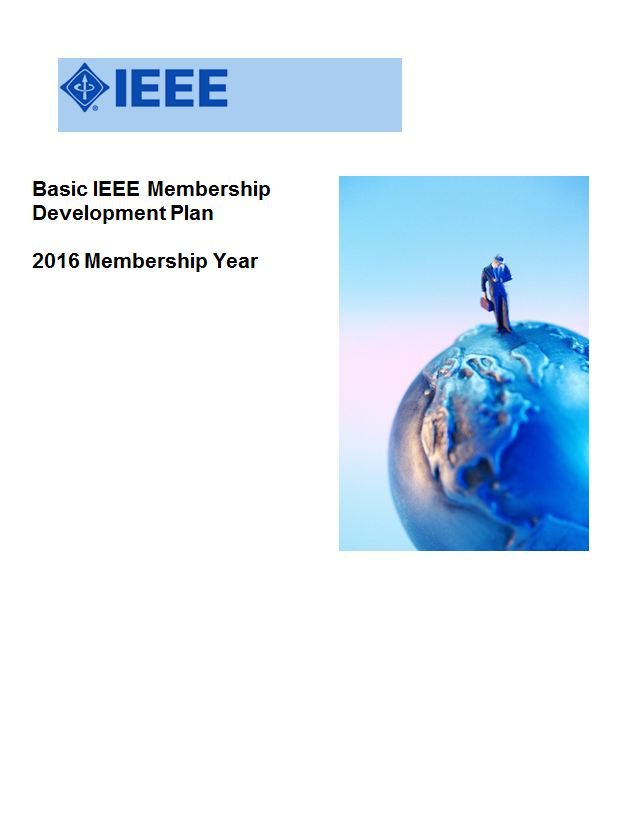 IEEE
Basic IEEE Membership
Development Plan
2016 Membership Year